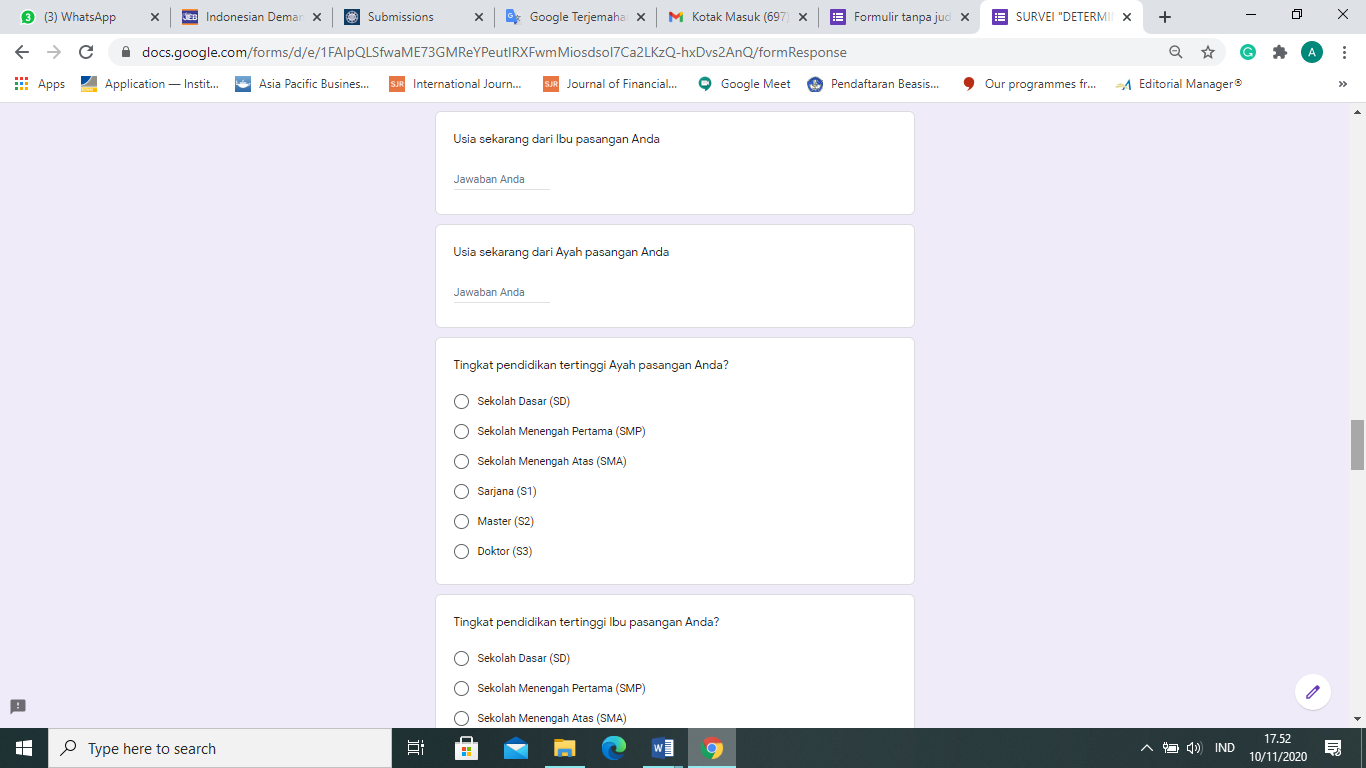 (3) WhatsApp
Indonesian Deman
Submissions
Google Terjemaha
Kotak Masuk (697)
Formulir tanpa jud
SURVEI "DETERMI
docs.google.com/forms/d/e/1FAIpQLSfwaME73GMReYPeutIRXFwmMiosdsol7Ca2LKzQ-hxDvs2AnQ/formResponse
A
Apps
Application — Instit...
Asia Pacific Busines...
SJR International Journ...
SJR Journal of Financial...
Google Meet
Pendaftaran Beasis...
Our programmes fr...
Editorial Manager®
Usia sekarang dari Ibu pasangan Anda
Jawaban Anda
Usia sekarang dari Ayah pasangan Anda
Jawaban Anda
Tingkat pendidikan tertinggi Ayah pasangan Anda?
Sekolah Dasar (SD)
Sekolah Menengah Pertama (SMP)
Sekolah Menengah Atas (SMA)
Sarjana (S1)
Master (S2)
Doktor (S3)
Tingkat pendidikan tertinggi Ibu pasangan Anda?
Sekolah Dasar (SD)
Sekolah Menengah Pertama (SMP)
Sekolah Menengah Atas (SMA)
Type here to search
IND
17.52
10/11/2020